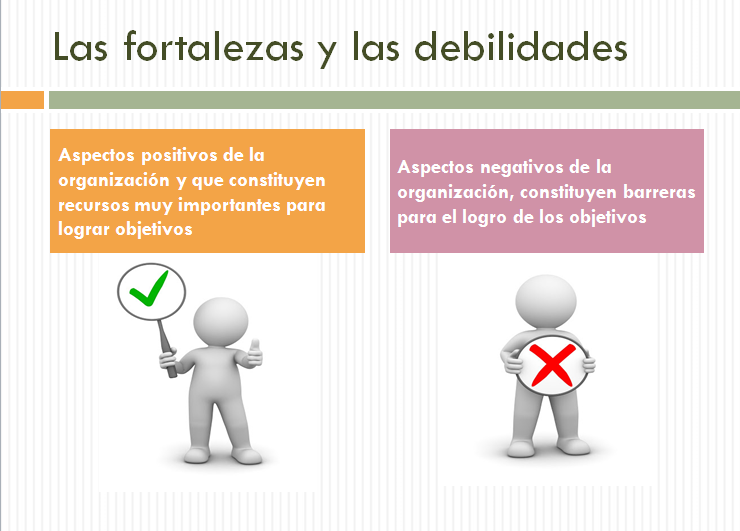 Las fortalezas y las debilidades
Aspectos positivos de la
organización y que constituyen
recursos muy importantes para
lograr objetivos
Aspectos negativos de la
organización, constituyen barreras
para el logro de los objetivos